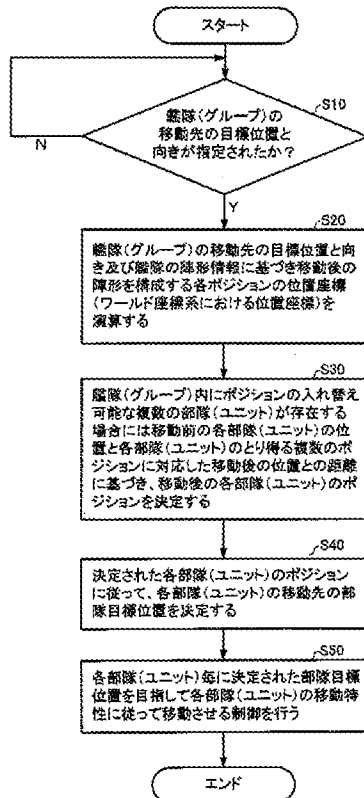 スタート
S10
艦隊(グループ)の
移動先の目標位置と
向きが指定されたか?
N
Y
S20
艦隊(グループ)の移動先の目標位置と向
き及び艦隊の陣形情報に基づき移動後の
陣形を構成する各ポジションの位置座標
(ワールド座標系における位置座標)を
演算する
S30
艦隊(グループ)内にポジションの入れ替え
可能な複数の部隊(ユニット)が存在する
場合には移動前の各部隊(ユニット)の位
置と各部隊(ユニット)のとり得る複数のポ
ジションに対応した移動後の位置との距離
に基づき、移動後の各部隊(ユニット)のポ
ジションを決定する
S40
決定された各部隊(ユニット)のポジション
に従って、各部隊(ユニット)の移動先の部
隊目標位置を決定する
S50
各部隊(ユニット)毎に決定された部隊目標
位置を目指して各部隊(ユニット)の移動特
性に従って移動させる制御を行う
エンド